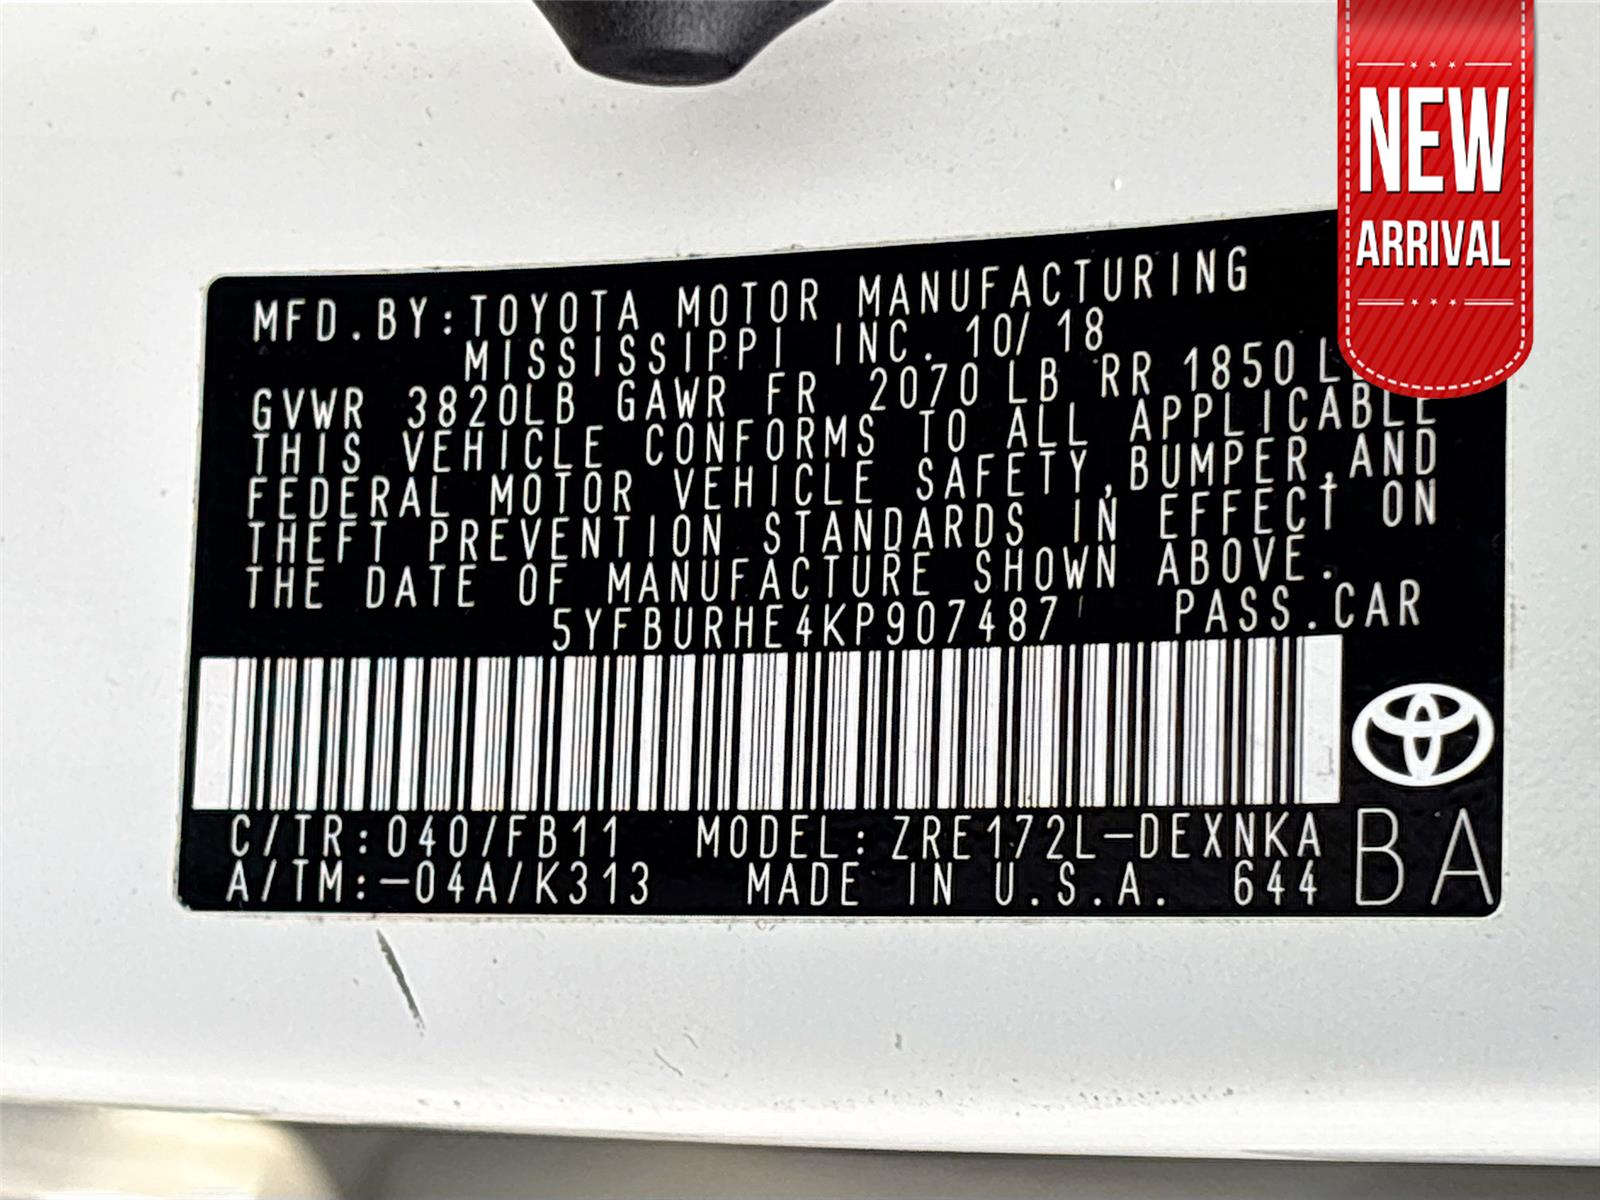 NEW
ARRIVAL
MFD.BY:TOYOTA MOTOR MANUFACTURING
MISSISSIPPI INC. 10/18
GVWR 3820LB GAWR FR 2070LB RR 1850L
THIS VEHICLE CONFORMS TO ALL APPLICABLE
FEDERAL MOTOR VEHICLE SAFETY,BUMPER,AND
THEFT PREVENTION STANDARDS IN EFFECT ON
THE DATE OF MANUFACTURE SHOWN ABOVE.
5YFBURHE4KP907487 PASS.CAR
C/TR:040/FB11 MODEL:ZRE172L-DEXNKA
A/TM:-04A/K313 MADE IN U.S.A. 644
BA